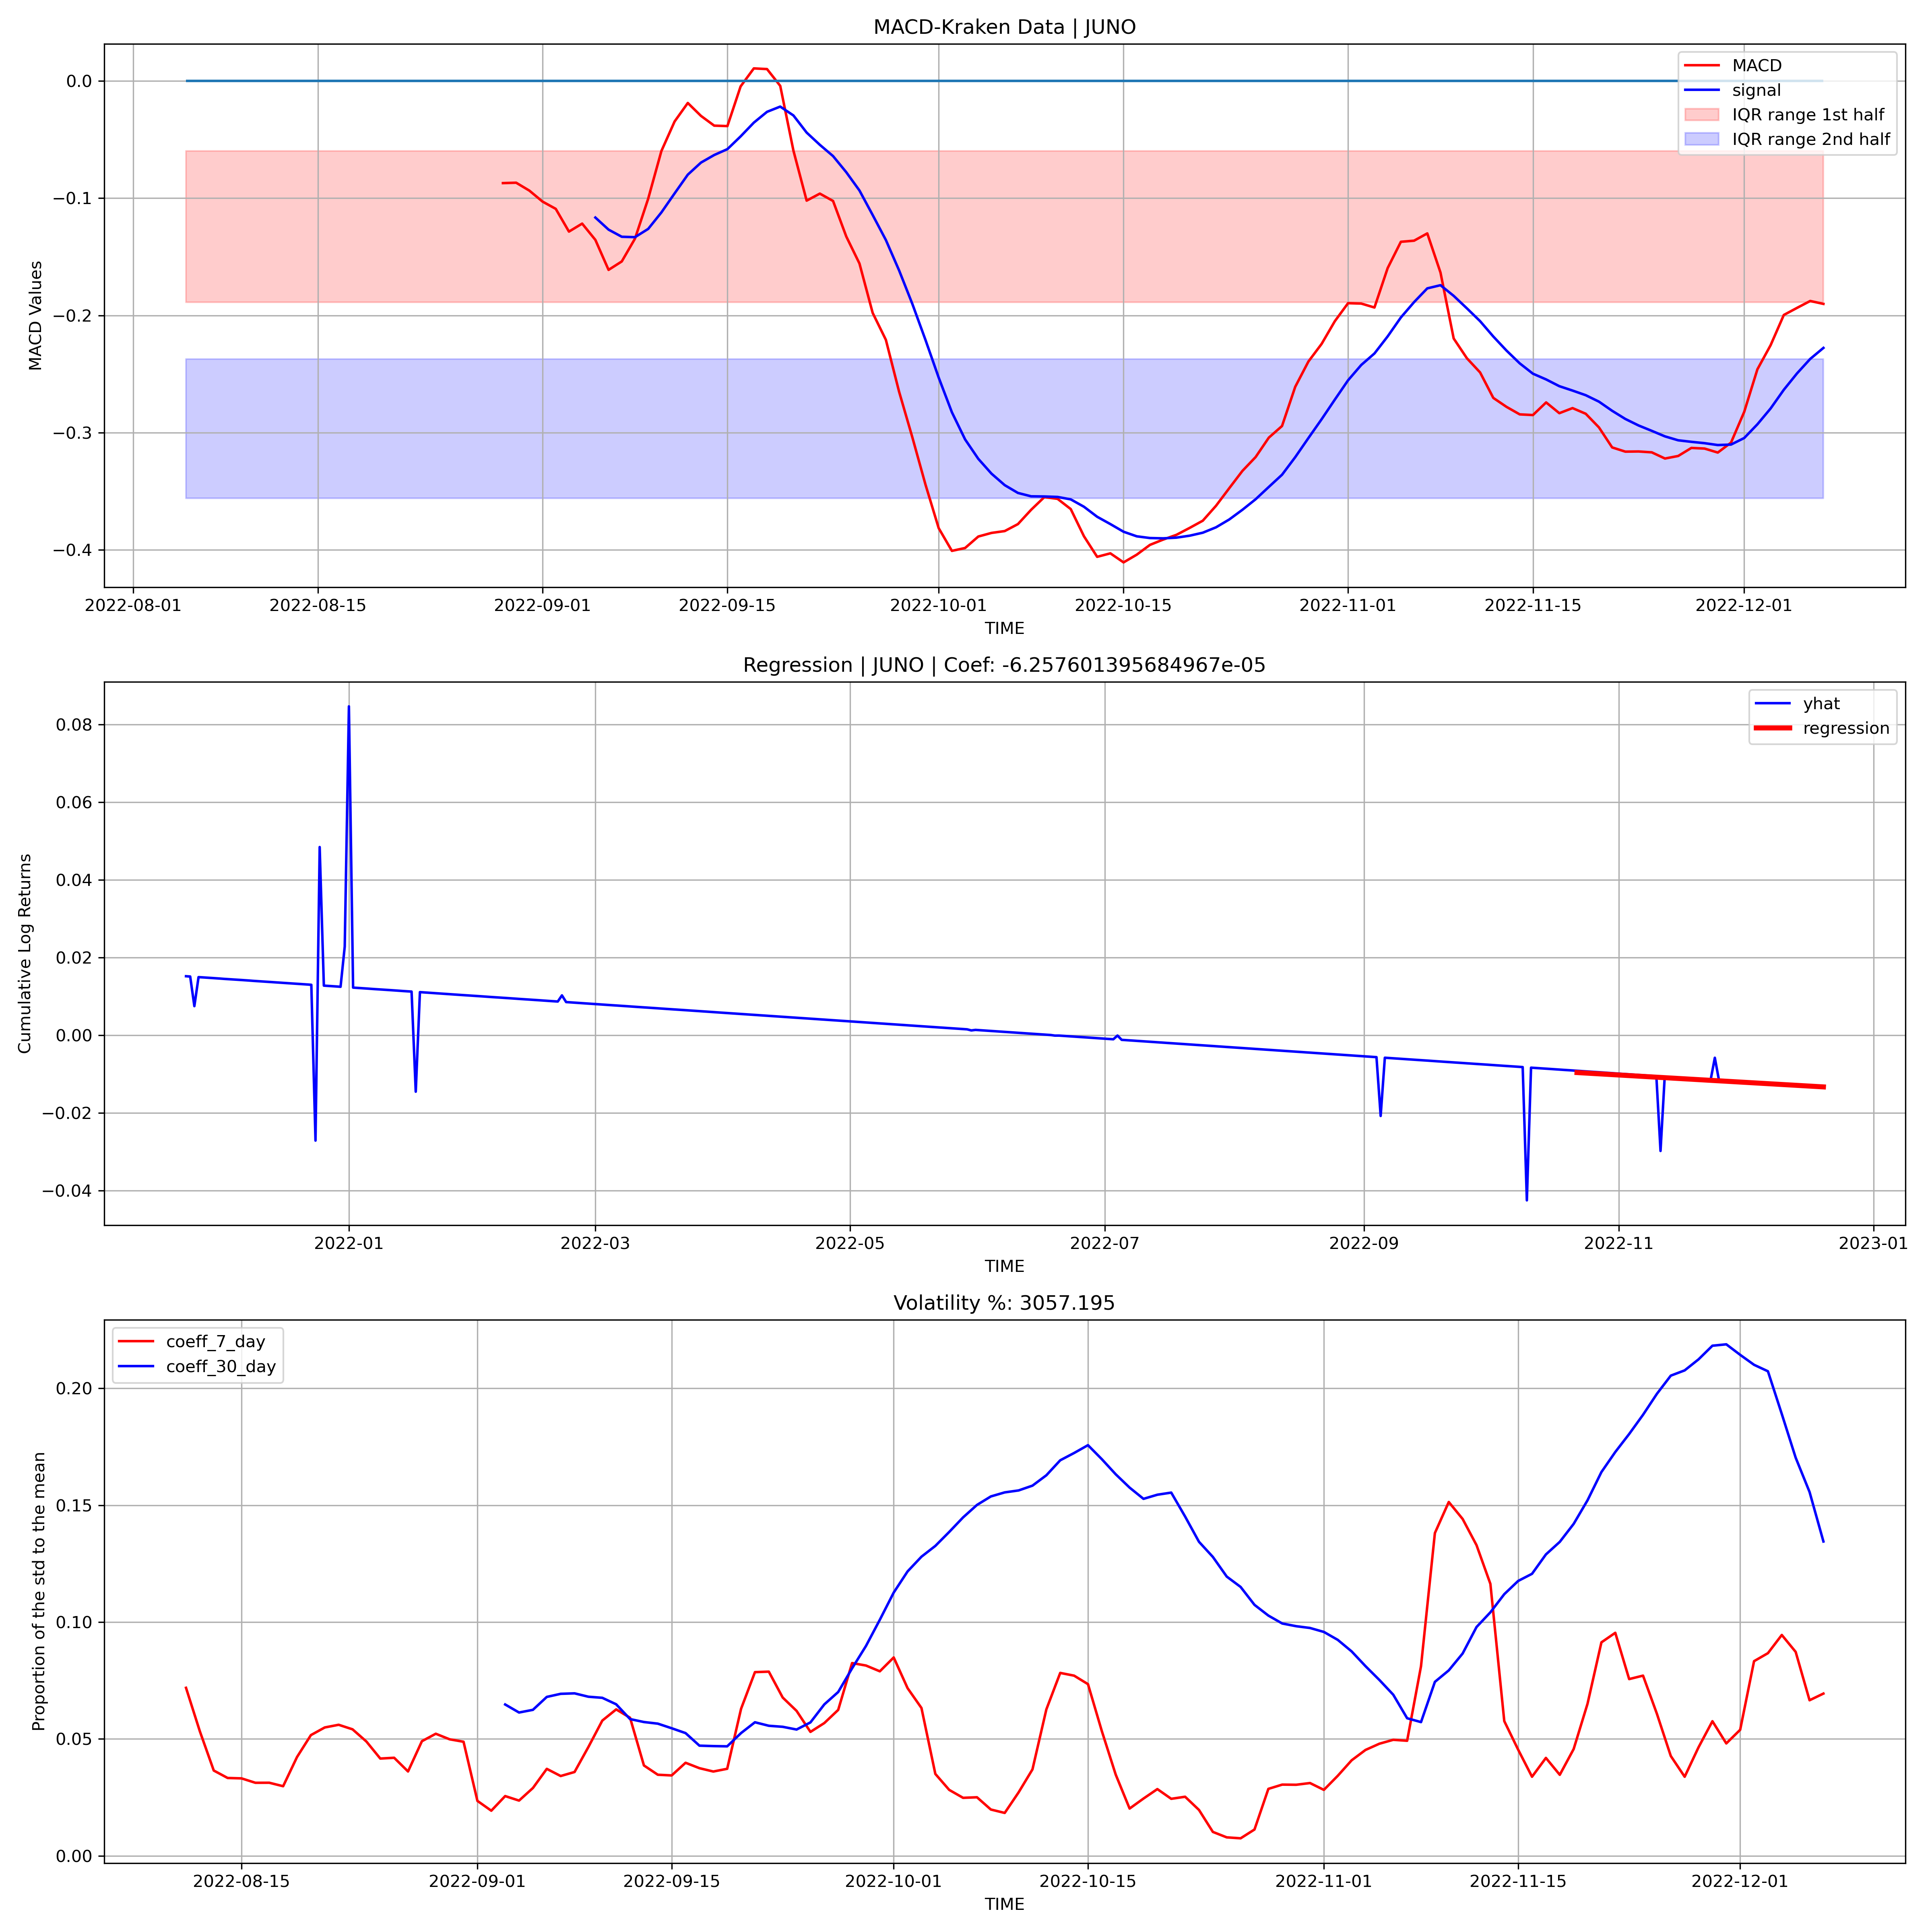 MACD-Kraken Data | JUNO
MACD Values
0.0
−0.1
−0.2
−0.3
−0.4
MACD
signal
IQR range 1st half
IQR range 2nd half
2022-08-01 2022-08-15 2022-09-01 2022-09-15 2022-10-01 2022-10-15 2022-11-01 2022-11-15 2022-12-01
TIME
Regression | JUNO | Coef: -6.257601395684967e-05
Cumulative Log Returns
0.08
0.06
0.04
0.02
0.00
−0.02
−0.04
yhat
regression
2022-01 2022-03 2022-05 2022-07 2022-09 2022-11 2023-01
TIME
Volatility %: 3057.195
Proportion of the std to the mean
coeff_7_day
coeff_30_day
0.20
0.15
0.10
0.05
0.00
2022-08-15 2022-09-01 2022-09-15 2022-10-01 2022-10-15 2022-11-01 2022-11-15 2022-12-01
TIME